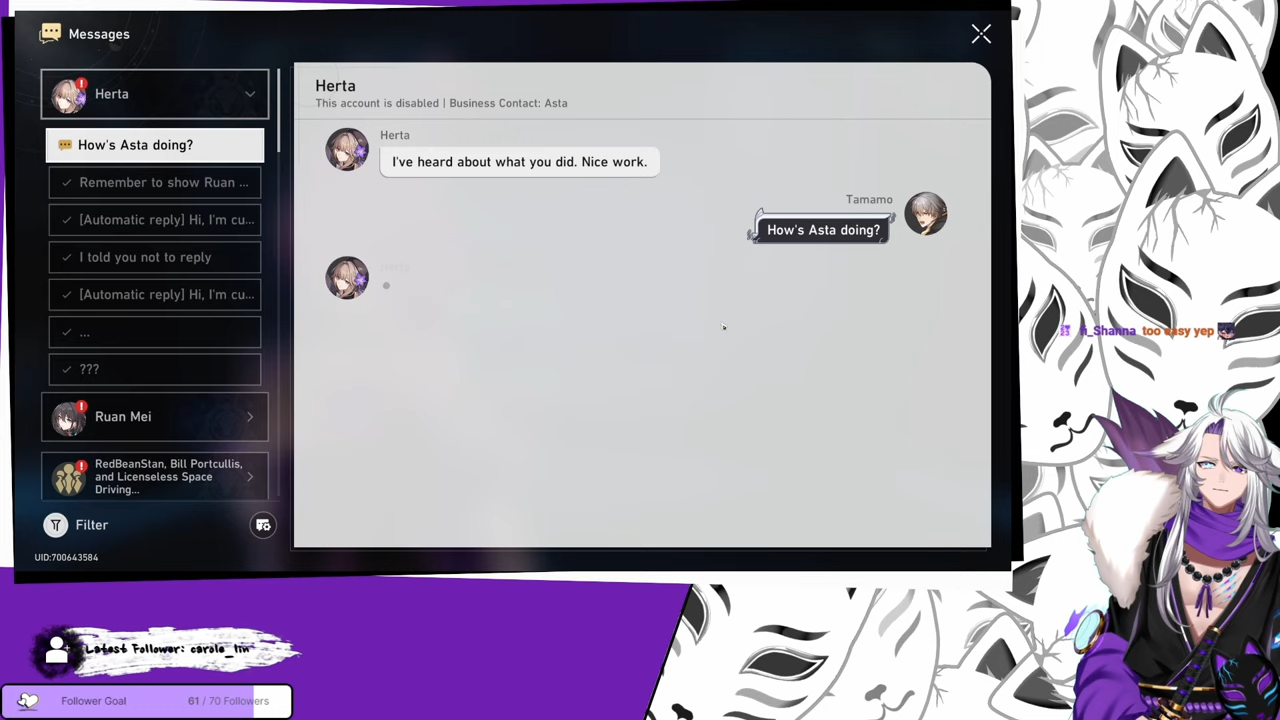 Messages
Herta
How's Asta doing?
Remember to show Ruan ...
[Automatic reply] Hi, I'm cu...
I told you not to reply
[Automatic reply] Hi, I'm cu...
...
???
Ruan Mei
RedBeanStan, Bill Portcullis,
and Licenseless Space
Driving...
Filter
UID:700643584
Herta
This account is disabled | Business Contact: Asta
Herta
I've heard about what you did. Nice work.
Tamamo
How's Asta doing?
Herta
too easy yep
Latest Follower: carole_lin
Follower Goal
61 / 70 Followers